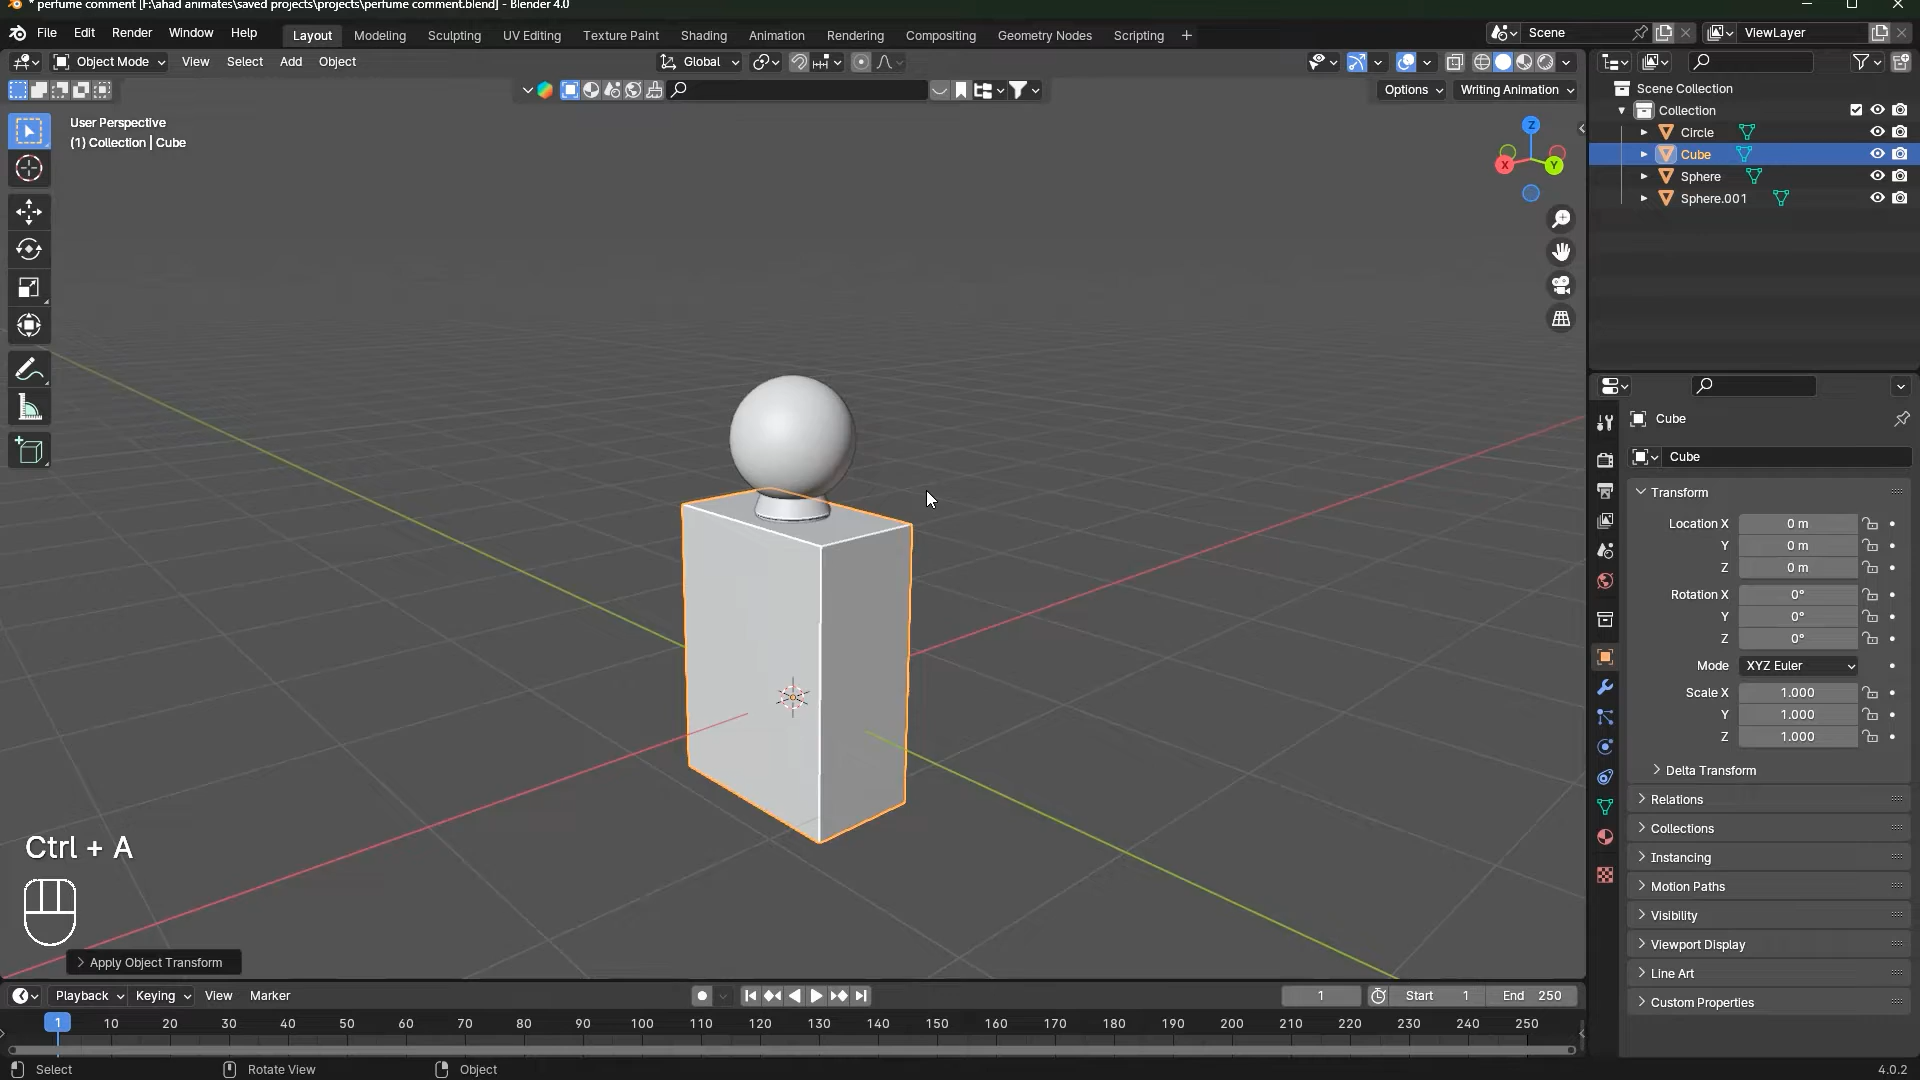 * perfume comment [F:\ahad animates\saved projects\projects\perfume comment.blend] - Blender 4.0
File Edit Render Window Help Layout Modeling Sculpting UV Editing Texture Paint Shading Animation Rendering Compositing Geometry Nodes Scripting + Scene ViewLayer
Object Mode View Select Add Object Global
Options Writing Animation
User Perspective
(1) Collection | Cube
Z
X
Y
Ctrl + A
Apply Object Transform
Scene Collection
Collection
Circle
Cube
Sphere
Sphere.001
Cube
Cube
Transform
Location X 0 m
Y 0 m
Z 0 m
Rotation X 0°
Y 0°
Z 0°
Mode XYZ Euler
Scale X 1.000
Y 1.000
Z 1.000
Delta Transform
Relations
Collections
Instancing
Motion Paths
Visibility
Viewport Display
Line Art
Custom Properties
Playback Keying View Marker 1 Start 1 End 250
1 10 20 30 40 50 60 70 80 90 100 110 120 130 140 150 160 170 180 190 200 210 220 230 240 250
Select Rotate View Object 4.0.2